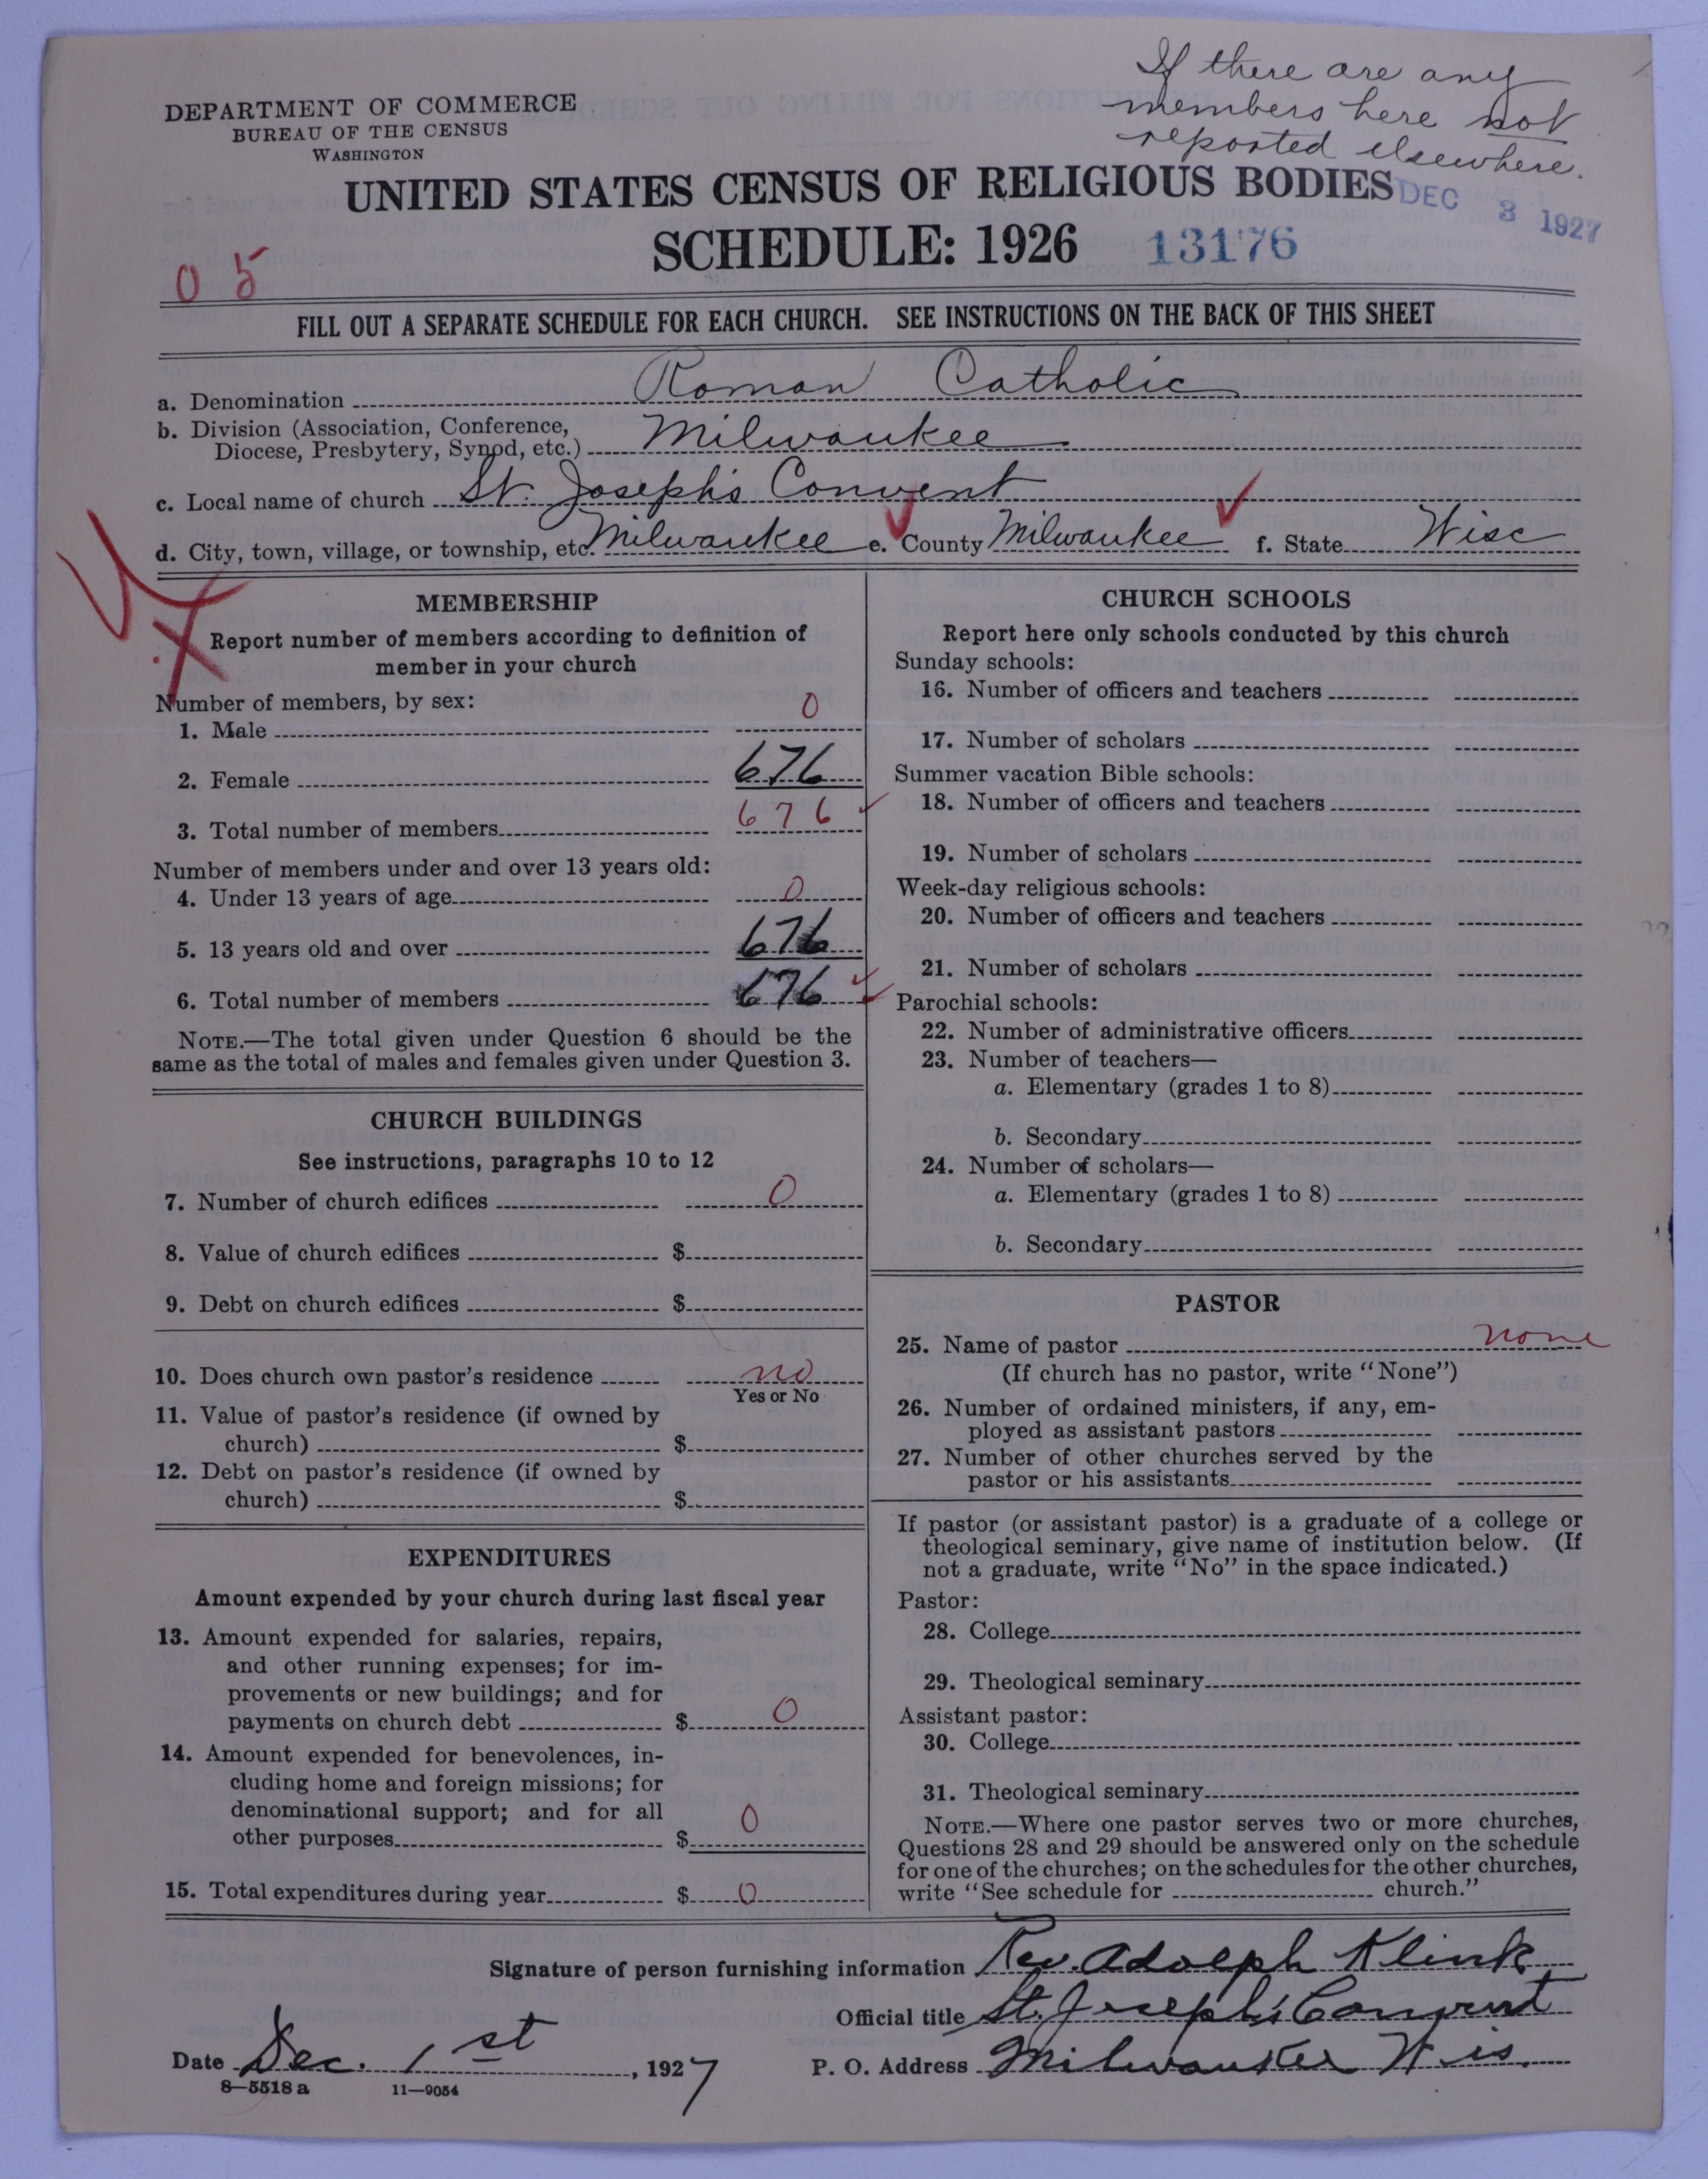 If there are any
members here not
reported elsewhere.
DEPARTMENT OF COMMERCE
BUREAU OF THE CENSUS
WASHINGTON
UNITED STATES CENSUS OF RELIGIOUS BODIES
DEC 3 1927
SCHEDULE: 1926 13176
0 5
FILL OUT A SEPARATE SCHEDULE FOR EACH CHURCH. SEE INSTRUCTIONS ON THE BACK OF THIS SHEET
a. Denomination Roman Catholic
b. Division (Association, Conference,
Diocese, Presbytery, Synod, etc.) Milwaukee
c. Local name of church St. Joseph's Convent
d. City, town, village, or township, etc. Milwaukee e. County Milwaukee f. State Wisc
MEMBERSHIP
Report number of members according to definition of
member in your church
Number of members, by sex:
1. Male 0
2. Female 676
3. Total number of members 676
Number of members under and over 13 years old:
4. Under 13 years of age 0
5. 13 years old and over 676
6. Total number of members 676
NOTE.—The total given under Question 6 should be the
same as the total of males and females given under Question 3.
CHURCH BUILDINGS
See instructions, paragraphs 10 to 12
7. Number of church edifices 0
8. Value of church edifices $
9. Debt on church edifices $
10. Does church own pastor's residence no
Yes or No
11. Value of pastor's residence (if owned by
church) $
12. Debt on pastor's residence (if owned by
church) $
EXPENDITURES
Amount expended by your church during last fiscal year
13. Amount expended for salaries, repairs,
and other running expenses; for im-
provements or new buildings; and for
payments on church debt $ 0
14. Amount expended for benevolences, in-
cluding home and foreign missions; for
denominational support; and for all
other purposes $ 0
15. Total expenditures during year $ 0
CHURCH SCHOOLS
Report here only schools conducted by this church
Sunday schools:
16. Number of officers and teachers
17. Number of scholars
Summer vacation Bible schools:
18. Number of officers and teachers
19. Number of scholars
Week-day religious schools:
20. Number of officers and teachers
21. Number of scholars
Parochial schools:
22. Number of administrative officers
23. Number of teachers—
a. Elementary (grades 1 to 8)
b. Secondary
24. Number of scholars—
a. Elementary (grades 1 to 8)
b. Secondary
PASTOR
25. Name of pastor none
(If church has no pastor, write "None")
26. Number of ordained ministers, if any, em-
ployed as assistant pastors
27. Number of other churches served by the
pastor or his assistants
If pastor (or assistant pastor) is a graduate of a college or
theological seminary, give name of institution below. (If
not a graduate, write "No" in the space indicated.)
Pastor:
28. College
29. Theological seminary
Assistant pastor:
30. College
31. Theological seminary
NOTE.—Where one pastor serves two or more churches,
Questions 28 and 29 should be answered only on the schedule
for one of the churches; on the schedules for the other churches,
write "See schedule for church."
Signature of person furnishing information Rev. Adolph Klink
Official title St. Joseph's Convent
Date Dec. 1st, 1927 P. O. Address Milwaukee Wis.
8—5518 a 11—9054